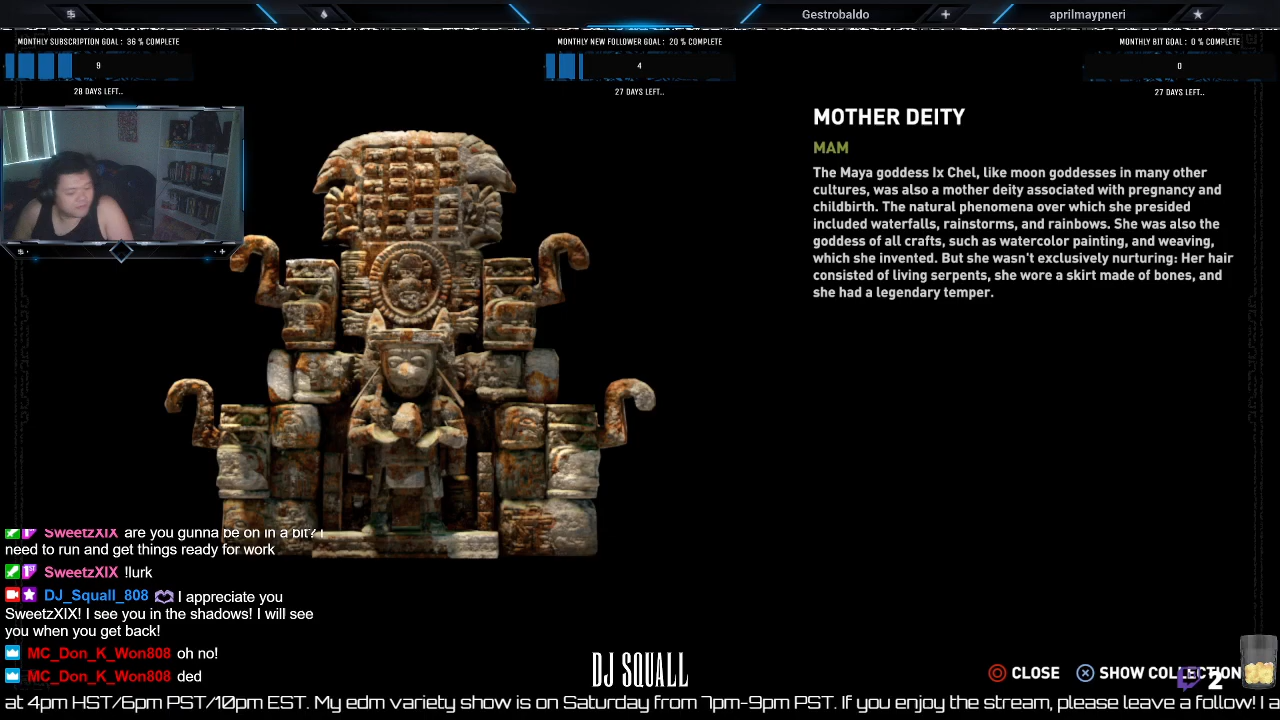 Gestrobaldo
aprilmaypneri
MONTHLY SUBSCRIPTION GOAL : 36 % COMPLETE
MONTHLY NEW FOLLOWER GOAL : 20 % COMPLETE
MONTHLY BIT GOAL : 0 % COMPLETE
9
4
0
28 DAYS LEFT..
27 DAYS LEFT..
27 DAYS LEFT..
MOTHER DEITY
MAM
The Maya goddess Ix Chel, like moon goddesses in many other
cultures, was also a mother deity associated with pregnancy and
childbirth. The natural phenomena over which she presided
included waterfalls, rainstorms, and rainbows. She was also the
goddess of all crafts, such as watercolor painting, and weaving,
which she invented. But she wasn't exclusively nurturing: Her hair
consisted of living serpents, she wore a skirt made of bones, and
she had a legendary temper.
SweetzXIX are you gunna be on in a bit? I
need to run and get things ready for work
SweetzXIX !lurk
DJ_Squall_808 I appreciate you
SweetzXIX! I see you in the shadows! I will see
you when you get back!
MC_Don_K_Won808 oh no!
MC_Don_K_Won808 ded
DJ SQUALL
CLOSE
SHOW COLLECTION
2
at 4pm HST/6pm PST/10pm EST. My edm variety show is on Saturday from 7pm-9pm PST. If you enjoy the stream, please leave a follow! I a